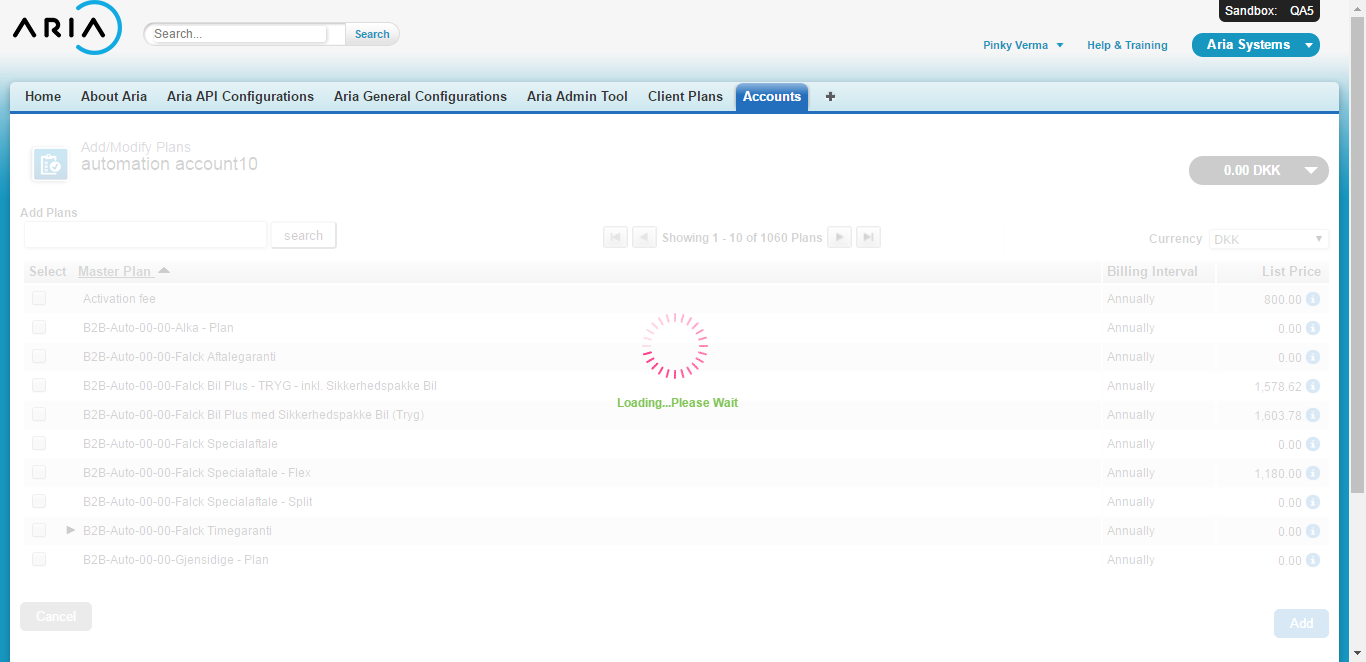 Sandbox: QA5
ARIA
Search... Search
Pinky Verma Help & Training Aria Systems
Home About Aria Aria API Configurations Aria General Configurations Aria Admin Tool Client Plans Accounts
Add/Modify Plans
automation account10
0.00 DKK
Add Plans
search Showing 1 - 10 of 1060 Plans Currency DKK
Select Master Plan Billing Interval List Price
Activation fee Annually 800.00
B2B-Auto-00-00-Alka - Plan Annually 0.00
B2B-Auto-00-00-Falck Aftalegaranti Annually 0.00
B2B-Auto-00-00-Falck Bil Plus - TRYG - inkl. Sikkerhedspakke Bil Annually 1,578.62
Loading...Please Wait
B2B-Auto-00-00-Falck Bil Plus med Sikkerhedspakke Bil (Tryg) Annually 1,603.78
B2B-Auto-00-00-Falck Specialaftale Annually 0.00
B2B-Auto-00-00-Falck Specialaftale - Flex Annually 1,180.00
B2B-Auto-00-00-Falck Specialaftale - Split Annually 0.00
B2B-Auto-00-00-Falck Timegaranti Annually 0.00
B2B-Auto-00-00-Gjensidige - Plan Annually 0.00
Cancel Add